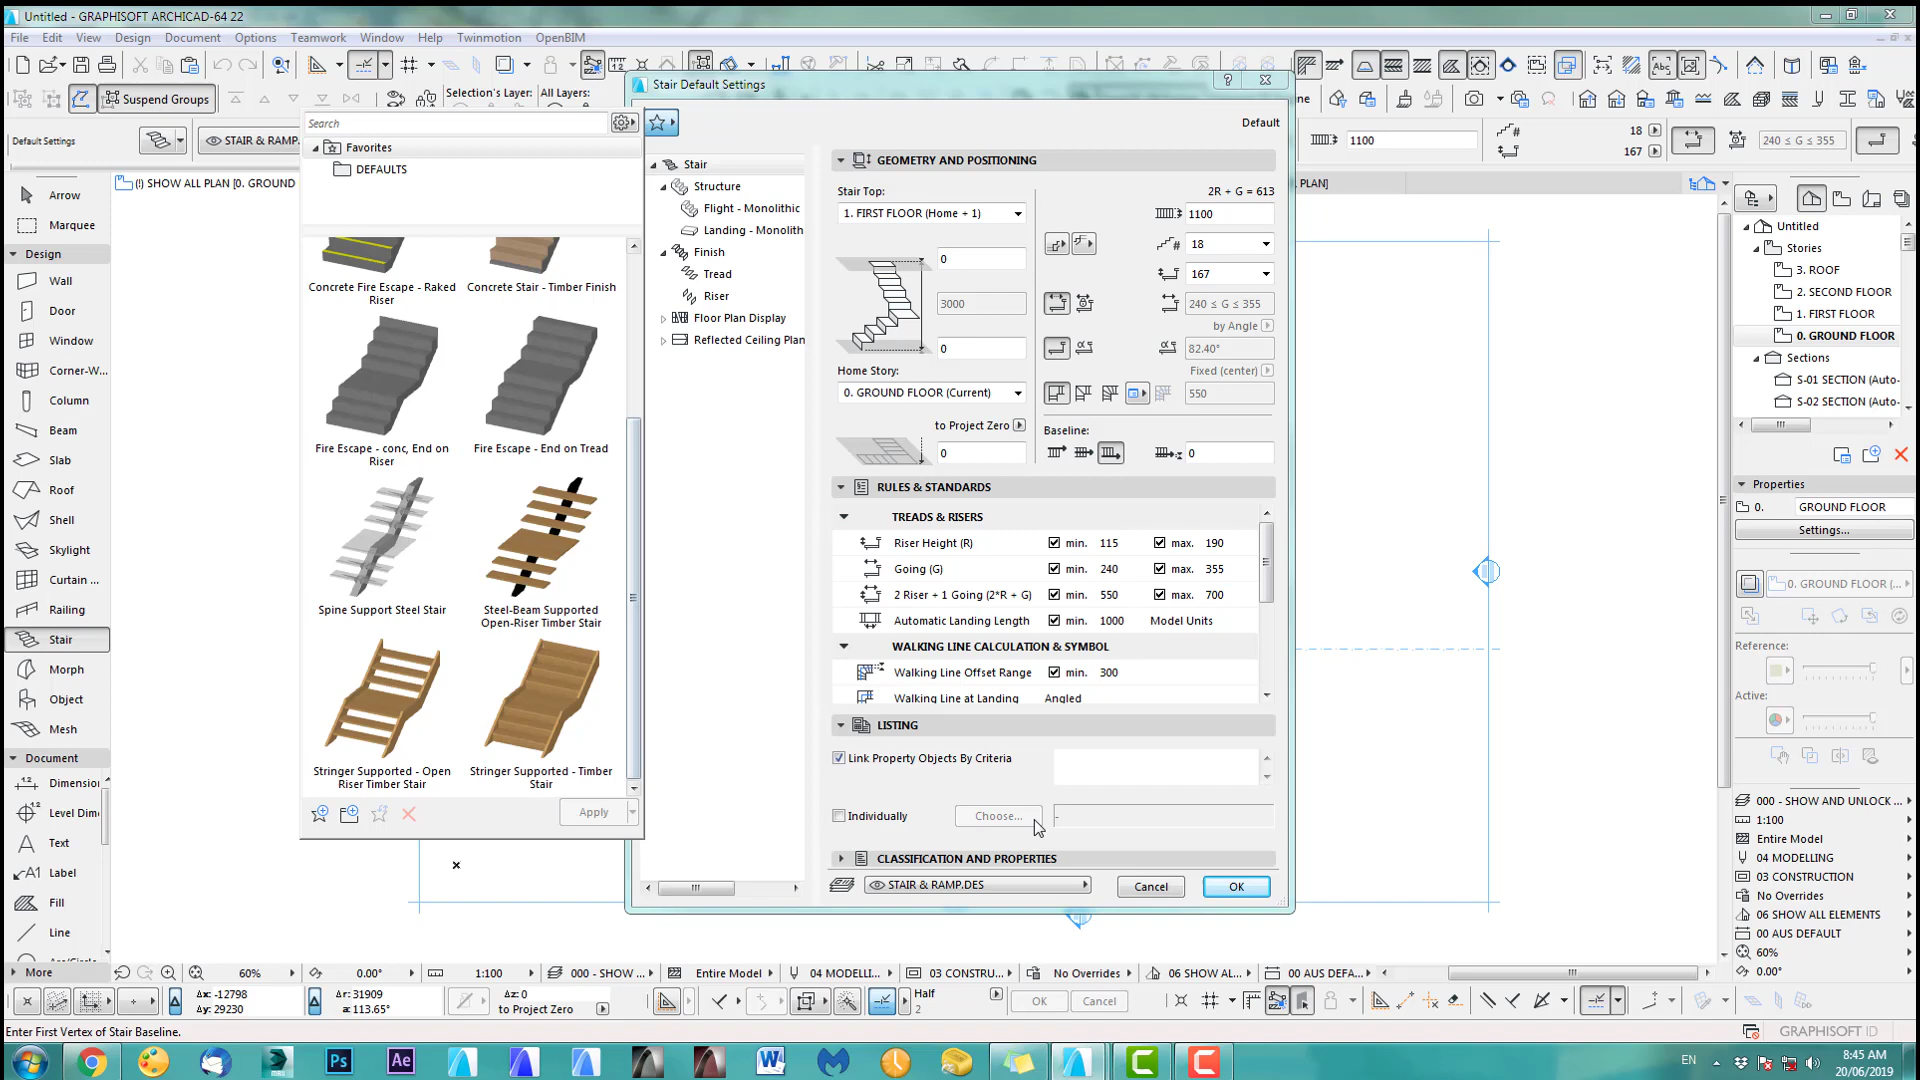 Untitled - GRAPHISOFT ARCHICAD-64 22
File Edit View Design Document Options Teamwork Window Help Twinmotion OpenBIM
Suspend Groups
Selection's Layer:
All Layers:
Default Settings
STAIR & RAMP.
(!) SHOW ALL PLAN [0. GROUND
Arrow
Marquee
Design
Wall
Door
Window
Corner-W...
Column
Beam
Slab
Roof
Shell
Skylight
Curtain ...
Railing
Stair
Morph
Object
Mesh
Document
Dimension
Level Dim
Text
Label
Fill
Line
More
Search
Favorites
DEFAULTS
Concrete Fire Escape - Raked Riser
Concrete Stair - Timber Finish
Fire Escape - conc, End on Riser
Fire Escape - End on Tread
Spine Support Steel Stair
Steel-Beam Supported Open-Riser Timber Stair
Stringer Supported - Open Riser Timber Stair
Stringer Supported - Timber Stair
Apply
Stair Default Settings
Default
Stair
Structure
Flight - Monolithic
Landing - Monolith
Finish
Tread
Riser
Floor Plan Display
Reflected Ceiling Plan
GEOMETRY AND POSITIONING
Stair Top:
1. FIRST FLOOR (Home + 1)
0
3000
0
Home Story:
0. GROUND FLOOR (Current)
to Project Zero
0
2R + G = 613
1100
18
167
240 ≤ G ≤ 355
by Angle
82.40°
Fixed (center)
550
Baseline:
0
RULES & STANDARDS
TREADS & RISERS
Riser Height (R) min. 115 max. 190
Going (G) min. 240 max. 355
2 Riser + 1 Going (2*R + G) min. 550 max. 700
Automatic Landing Length min. 1000 Model Units
WALKING LINE CALCULATION & SYMBOL
Walking Line Offset Range min. 300
Walking Line at Landing Angled
LISTING
Link Property Objects By Criteria
Individually Choose... -
CLASSIFICATION AND PROPERTIES
STAIR & RAMP.DES Cancel OK
1100
18
167
240 ≤ G ≤ 355
PLAN]
Untitled
Stories
3. ROOF
2. SECOND FLOOR
1. FIRST FLOOR
0. GROUND FLOOR
Sections
S-01 SECTION (Auto-
S-02 SECTION (Auto-
Properties
0. GROUND FLOOR
Settings...
0. GROUND FLOOR (...
Reference:
Active:
000 - SHOW AND UNLOCK ...
1:100
Entire Model
04 MODELLING
03 CONSTRUCTION
No Overrides
06 SHOW ALL ELEMENTS
00 AUS DEFAULT
60%
0.00°
60% 0.00° 1:100 000 - SHOW ... Entire Model 04 MODELLI... 03 CONSTRU... No Overrides 06 SHOW AL... 00 AUS DEFA...
Δx: -12798
Δy: 29230
Δr: 31909
a: 113.65°
Δz: 0
to Project Zero
Half
2
OK Cancel
Enter First Vertex of Stair Baseline.
GRAPHISOFT ID
Ps
Ae
EN
8:45 AM
20/06/2019